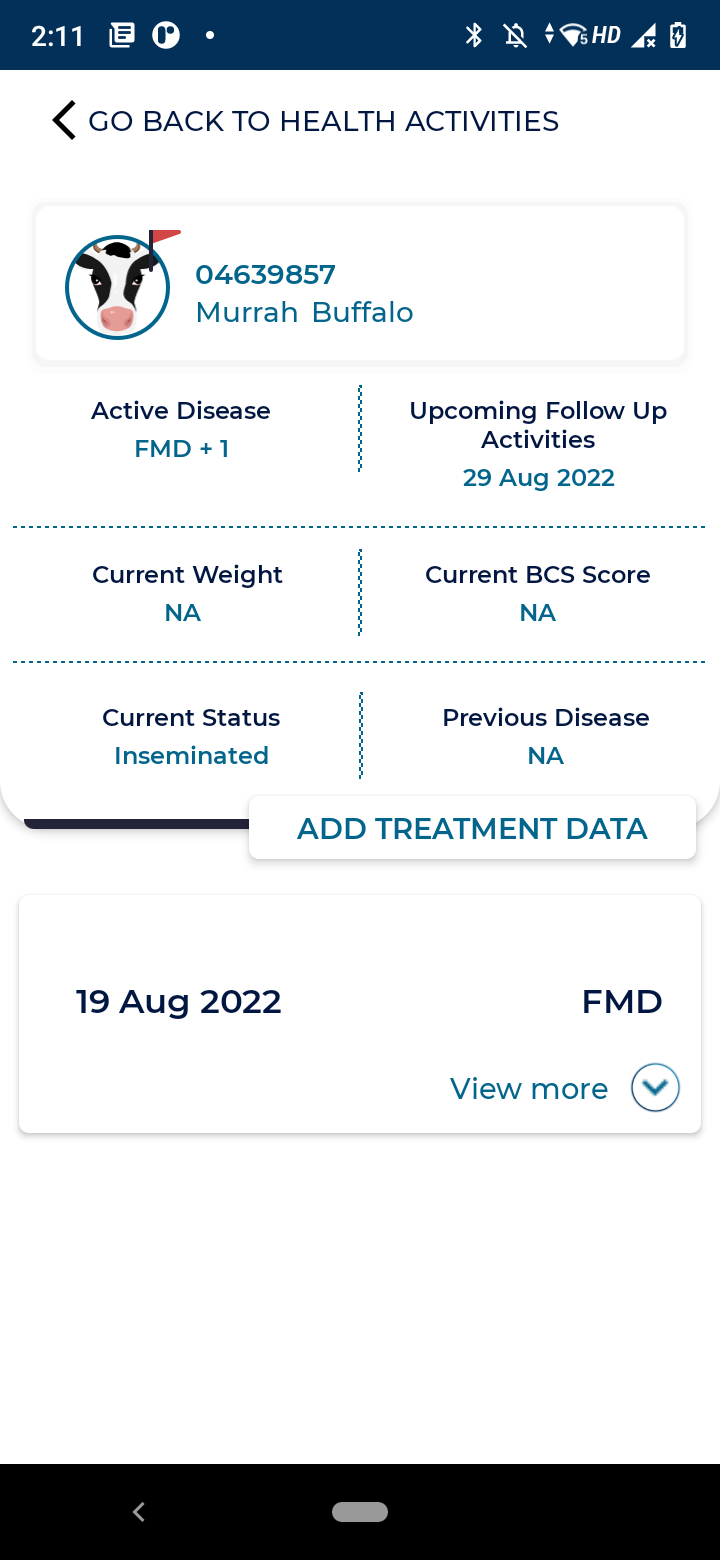 2:11
5 HD
GO BACK TO HEALTH ACTIVITIES
04639857
Murrah Buffalo
Active Disease
FMD + 1
Upcoming Follow Up
Activities
29 Aug 2022
Current Weight
NA
Current BCS Score
NA
Current Status
Inseminated
Previous Disease
NA
ADD TREATMENT DATA
19 Aug 2022
FMD
View more